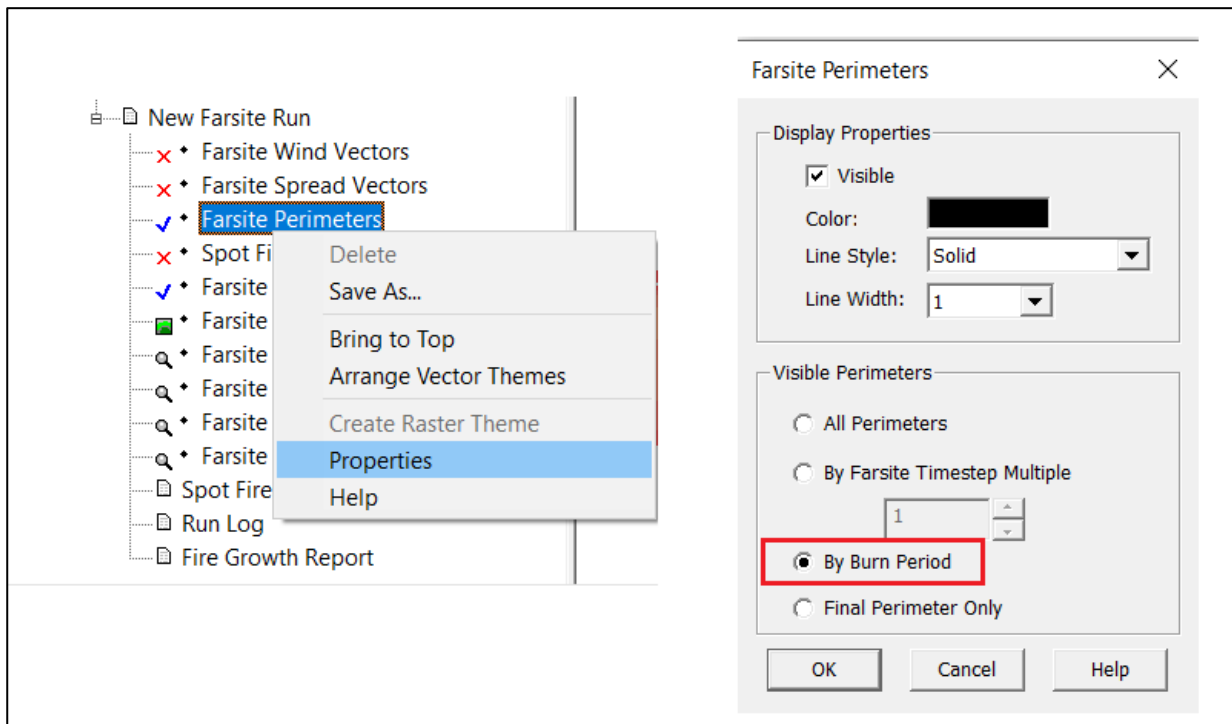 New Farsite Run
Farsite Wind Vectors
Farsite Spread Vectors
Farsite Perimeters
Spot Fi
Farsite
Farsite
Farsite
Farsite
Farsite
Farsite
Spot Fire
Run Log
Fire Growth Report
Delete
Save As...
Bring to Top
Arrange Vector Themes
Create Raster Theme
Properties
Help
Farsite Perimeters
Display Properties
Visible
Color:
Line Style: Solid
Line Width: 1
Visible Perimeters
All Perimeters
By Farsite Timestep Multiple
1
By Burn Period
Final Perimeter Only
OK Cancel Help